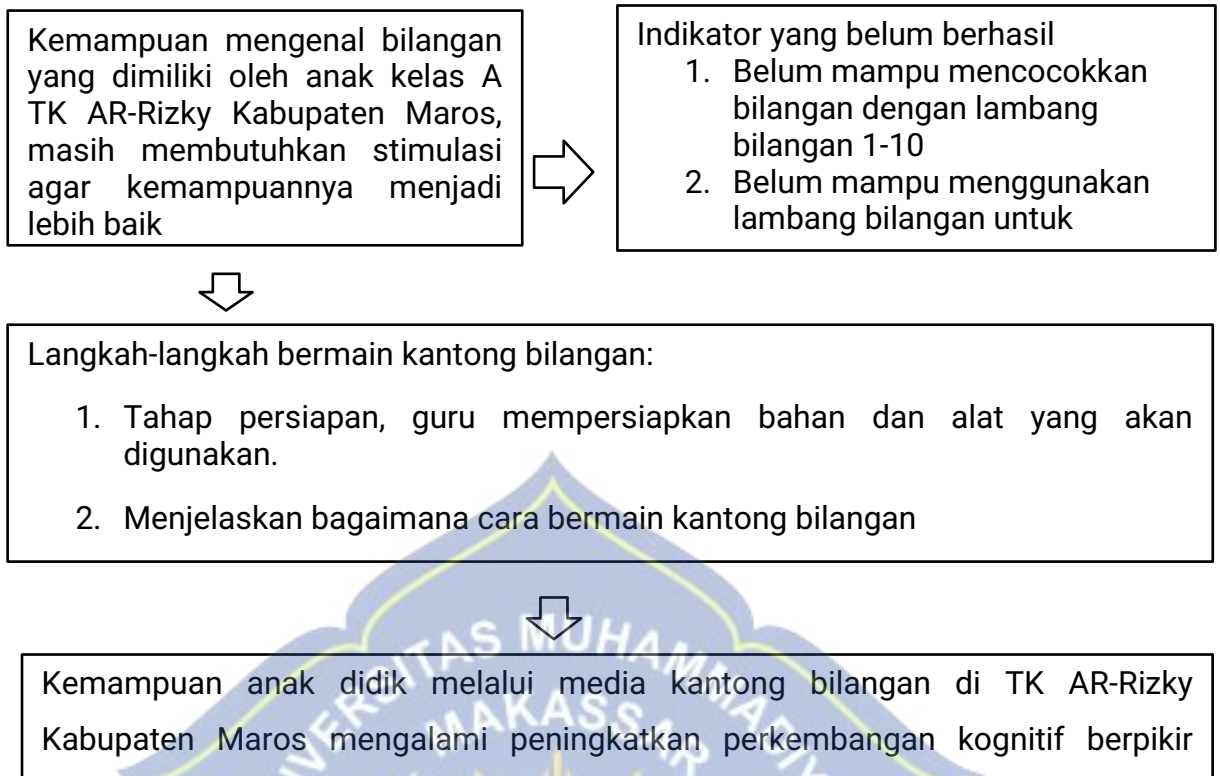 Kemampuan mengenal bilangan
yang dimiliki oleh anak kelas A
TK AR-Rizky Kabupaten Maros,
masih membutuhkan stimulasi
agar kemampuannya menjadi
lebih baik
Indikator yang belum berhasil
1. Belum mampu mencocokkan
bilangan dengan lambang
bilangan 1-10
2. Belum mampu menggunakan
lambang bilangan untuk
Langkah-langkah bermain kantong bilangan:
1. Tahap persiapan, guru mempersiapkan bahan dan alat yang akan
digunakan.
2. Menjelaskan bagaimana cara bermain kantong bilangan
MUHAMMADIY
MAKASSAR
Kemampuan anak didik melalui media kantong bilangan di TK AR-Rizky
Kabupaten Maros mengalami peningkatkan perkembangan kognitif berpikir